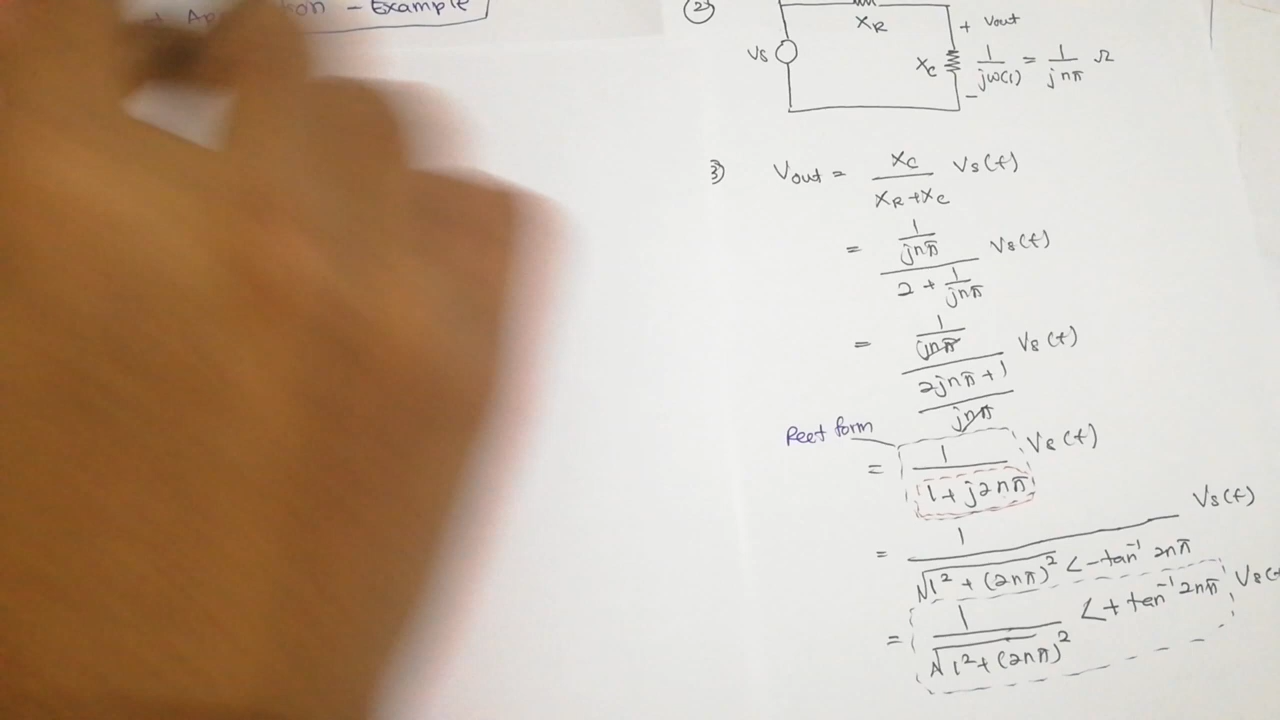 - Example
②
XR
+ Vout
Vs
Xc 1/jω(1) = 1/jnπ Ω
-
3) Vout = Xc/(XR + Xc) Vs(t)
= (1/jnπ)/(2 + 1/jnπ) Vs(t)
= (1/jnπ)/((2jnπ + 1)/jnπ) Vs(t)
Rect form
= 1/(1 + j2nπ) Vs(t)
= 1/(√(1² + (2nπ)²) < -tan⁻¹ 2nπ) Vs(t)
= 1/√(1² + (2nπ)²) < + tan⁻¹ 2nπ Vs(t